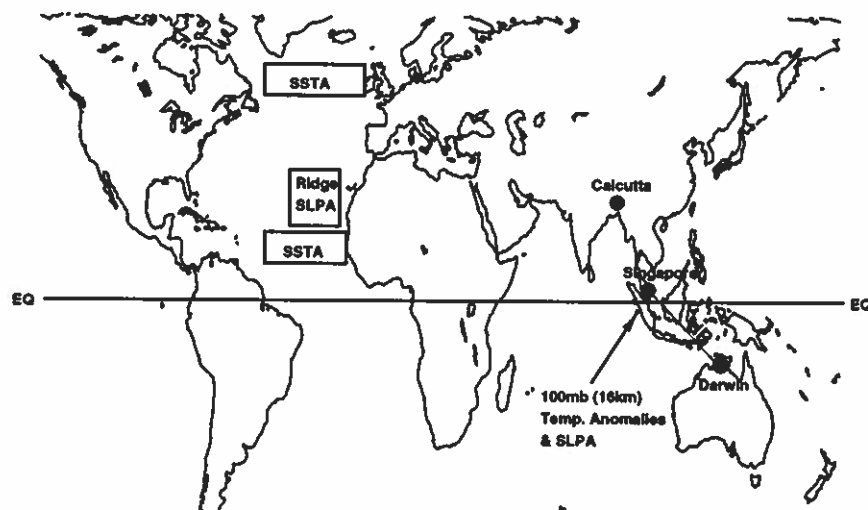 SSTA
Ridge
SLPA
SSTA
Calcutta
Singapore
EQ
EQ
Darwin
100mb (16km)
Temp. Anomalies
& SLPA